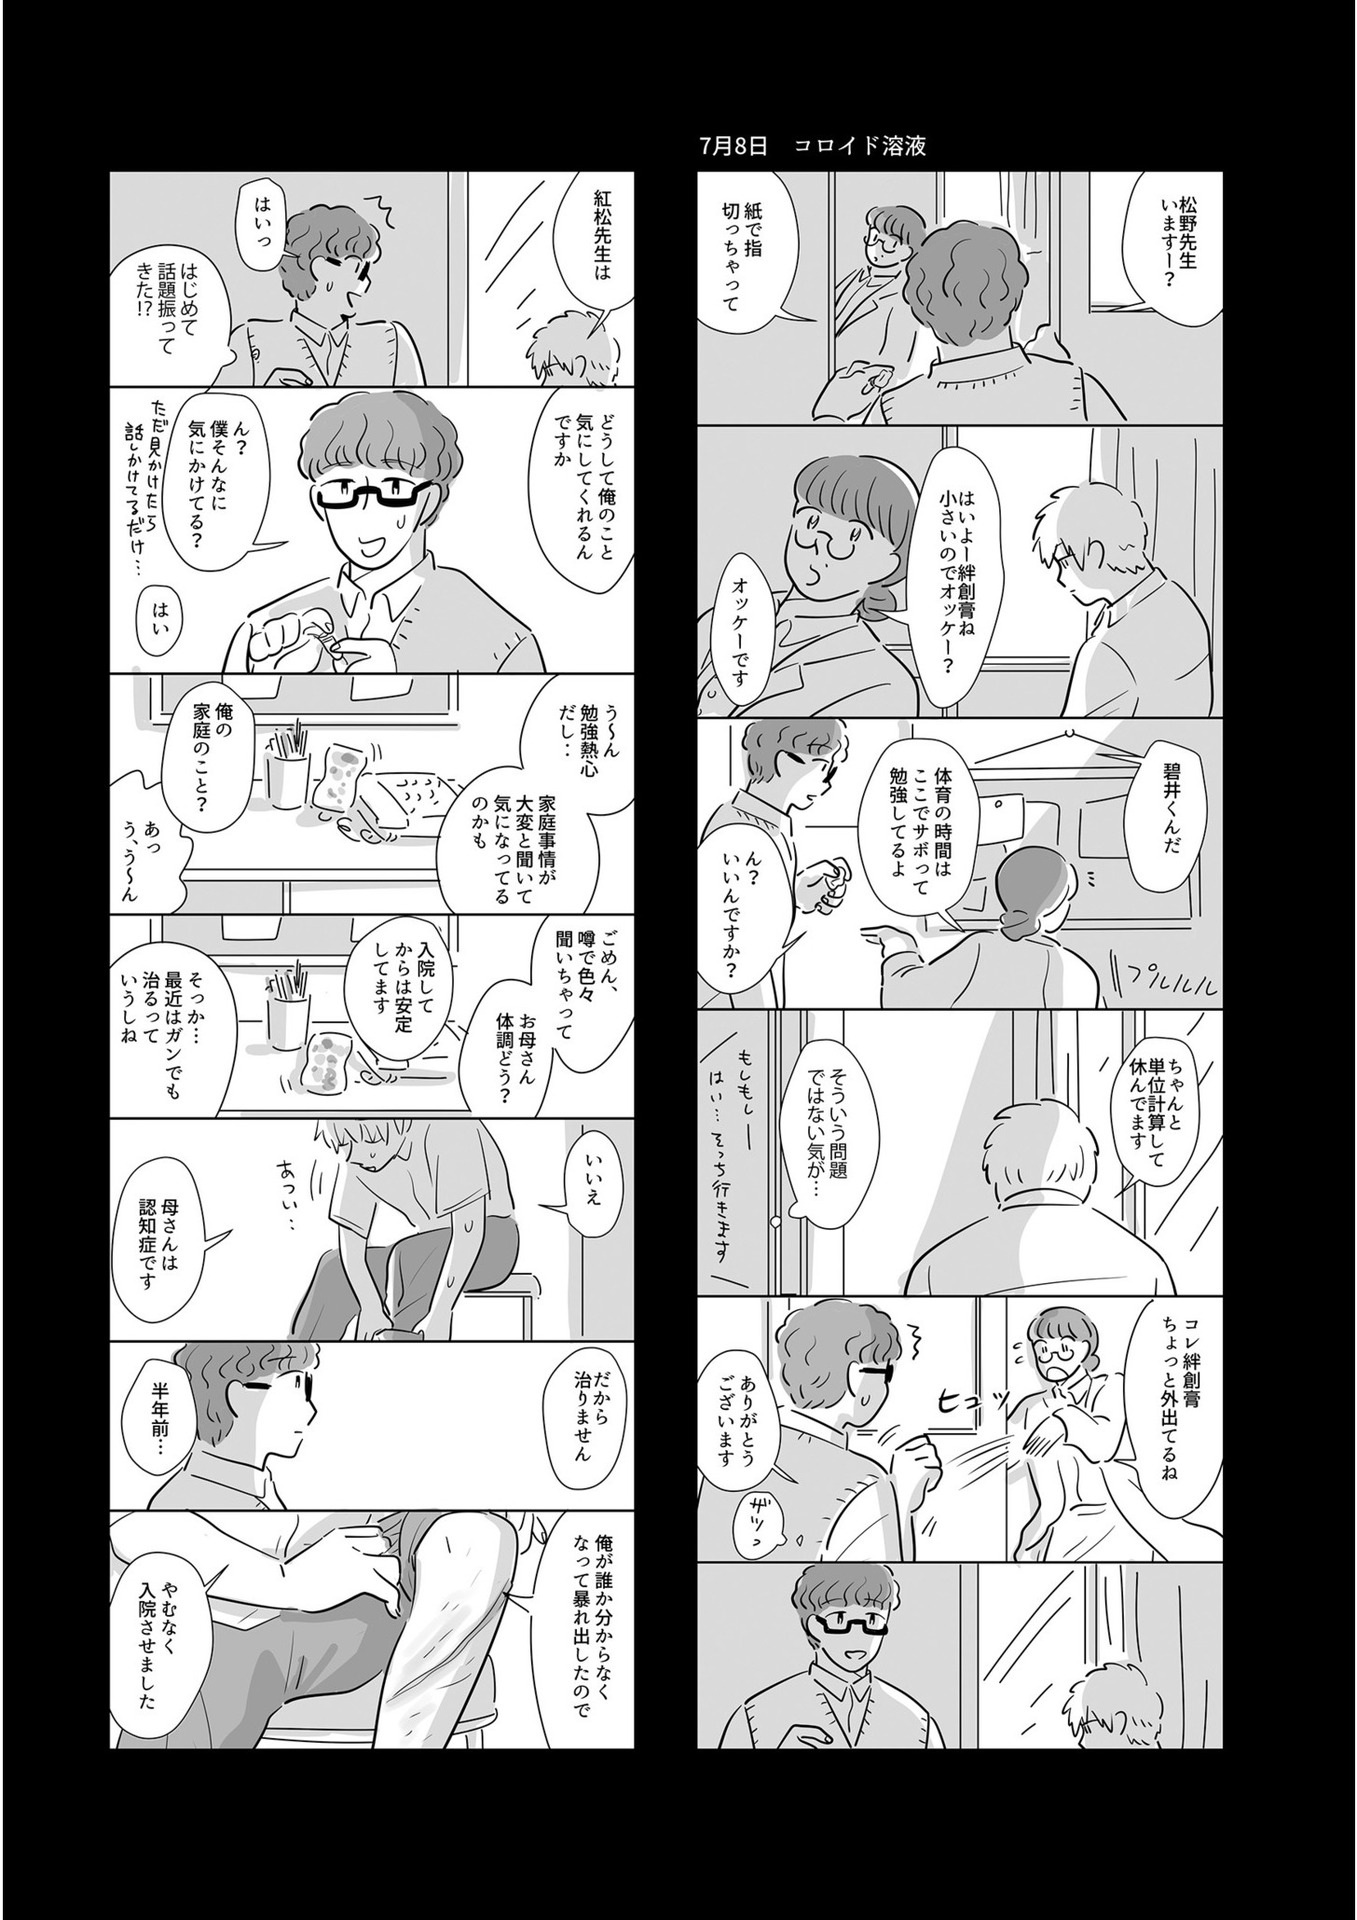 7月8日 コロイド溶液
松野先生
いますー?
紙で指
切っちゃって
はいよー絆創膏ね
小さいのでオッケー?
オッケーです
碧井くんだ
体育の時間は
ここでサボって
勉強してるよ
ん?
いいんですか?
プルルルル
ちゃんと
単位計算して
休んでます
そういう問題
ではない気が…
もしもしー
はい…そっち行きます
コレ絆創膏
ちょっと外出てるね
ヒュッ
ありがとう
ございます
ザツっ
紅松先生は
はいっ
はじめて
話題振って
きた!?
どうして俺のこと
気にしてくれるん
ですか
ん?
僕そんなに
気にかけてる?
ただ見かけたら
話しかけてるだけ…
はい
う〜ん
勉強熱心
だし‥
家庭事情が
大変と聞いて
気になってる
のかも
俺の
家庭のこと?
あっ
う、う〜ん
ごめん、
噂で色々
聞いちゃって
お母さん
体調どう?
入院して
からは安定
してます
そっか…
最近はガンでも
治るって
いうしね
いいえ
あつい‥
母さんは
認知症です
だから
治りません
半年前…
俺が誰か分からなく
なって暴れ出したので
やむなく
入院させました